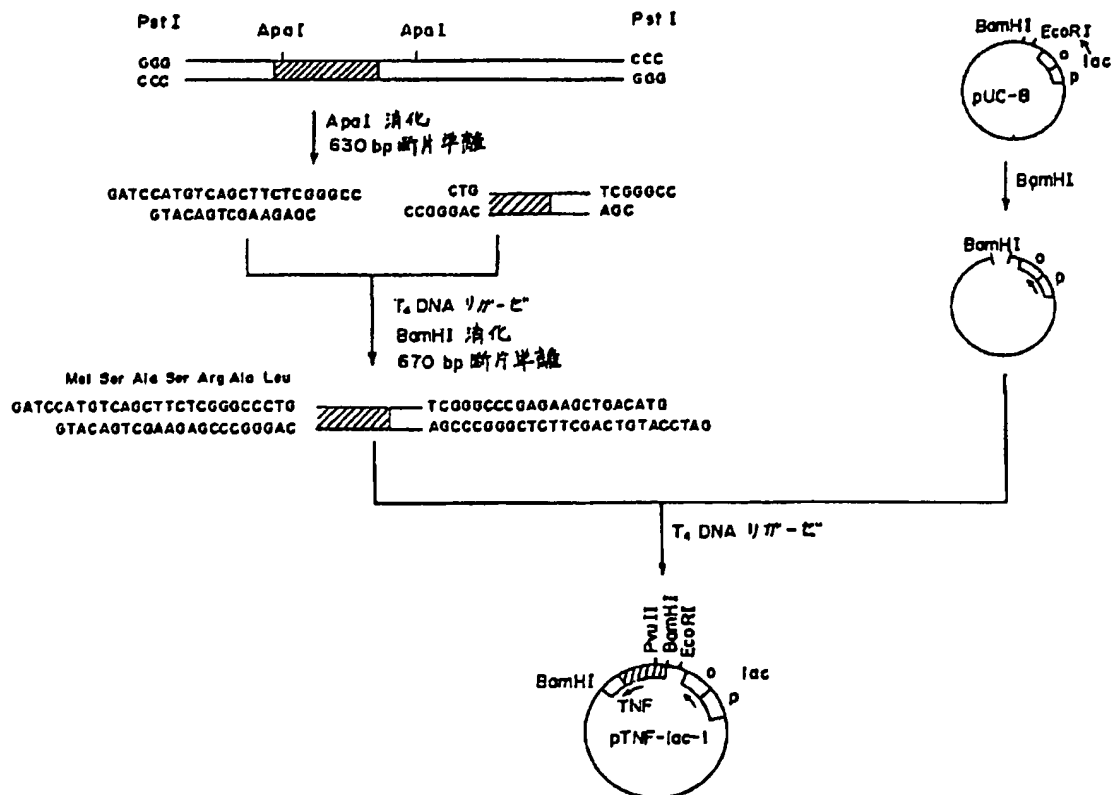 Pst I
ApaI
ApaI
Pst I
GGG
CCC
CCC
GGG
ApaI 消化
630 bp 断片単離
GATCCATGTCAGCTTCTCGGGCC
GTACAGTCGAAGAGC
CTG
CCGGGAC
TCGGGCC
AGC
T₄ DNA リガーゼ
BamHI 消化
670 bp 断片単離
Met Ser Ala Ser Arg Ala Leu
GATCCATGTCAGCTTCTCGGGCCCTG
GTACAGTCGAAGAGCCCGGGAC
TCGGGCCCGAGAAGCTGACATG
AGCCCGGGCTCTTCGACTGTACCTAG
BamHI
EcoRI
o
lac
p
pUC-8
BamHI
BamHI
o
p
T₄ DNA リガーゼ
PvuII
BamHI
EcoRI
BamHI
o
lac
p
TNF
pTNF-lac-1